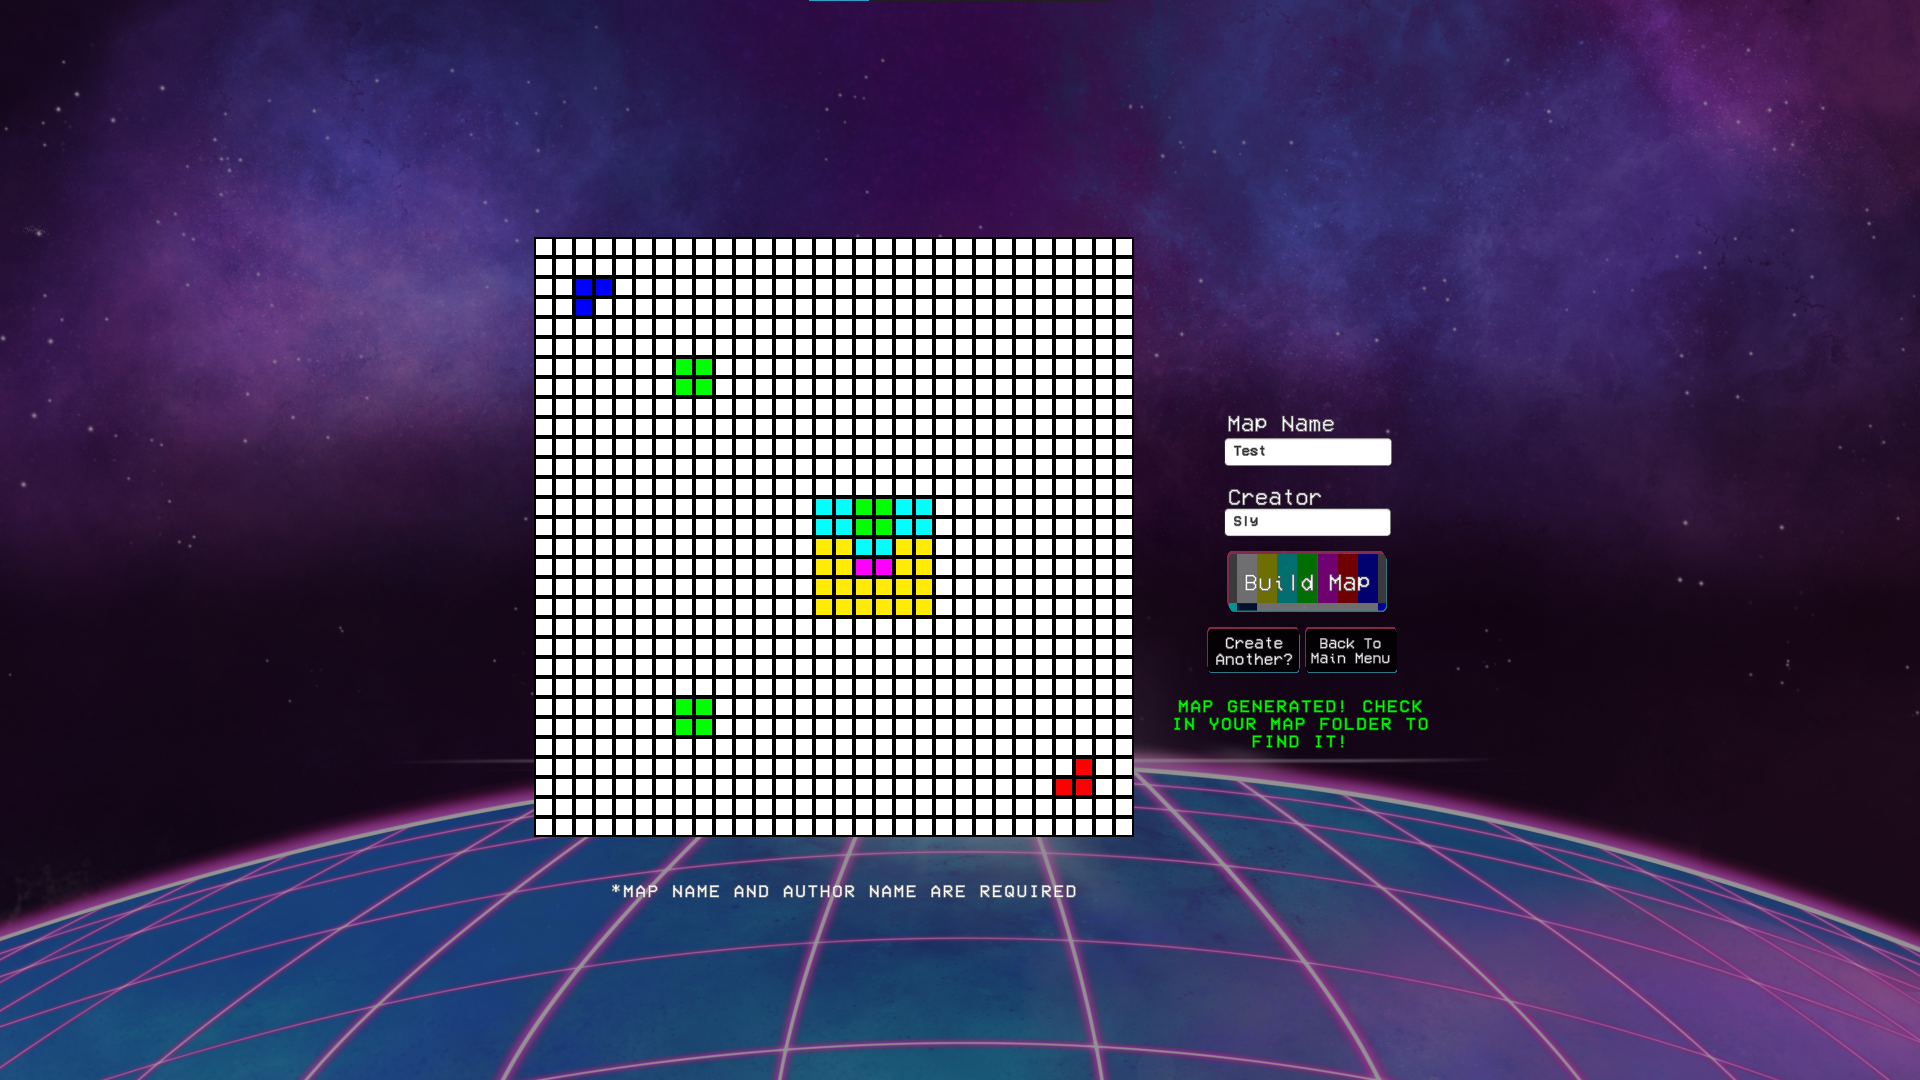 Map Name
Test
Creator
Sly
Build Map
Create
Another?
Back To
Main Menu
MAP GENERATED! CHECK
IN YOUR MAP FOLDER TO
FIND IT!
*MAP NAME AND AUTHOR NAME ARE REQUIRED